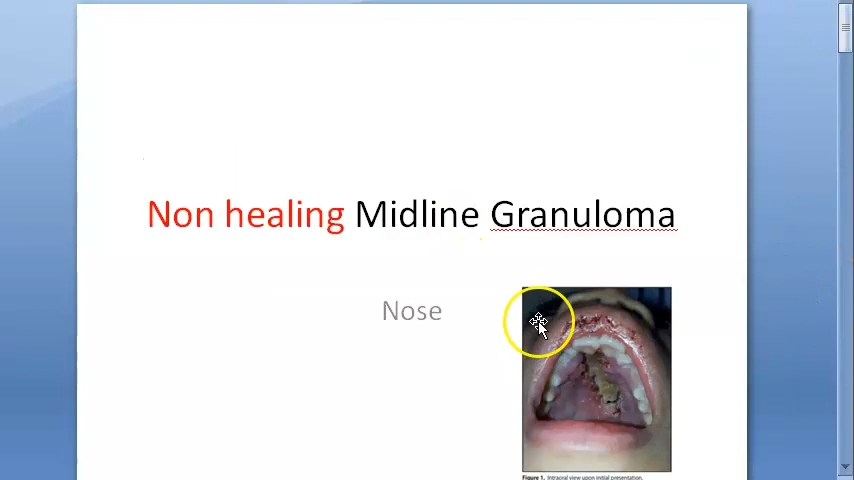 Non healing Midline Granuloma
Nose
Figure 1. Intraoral view upon initial presentation.